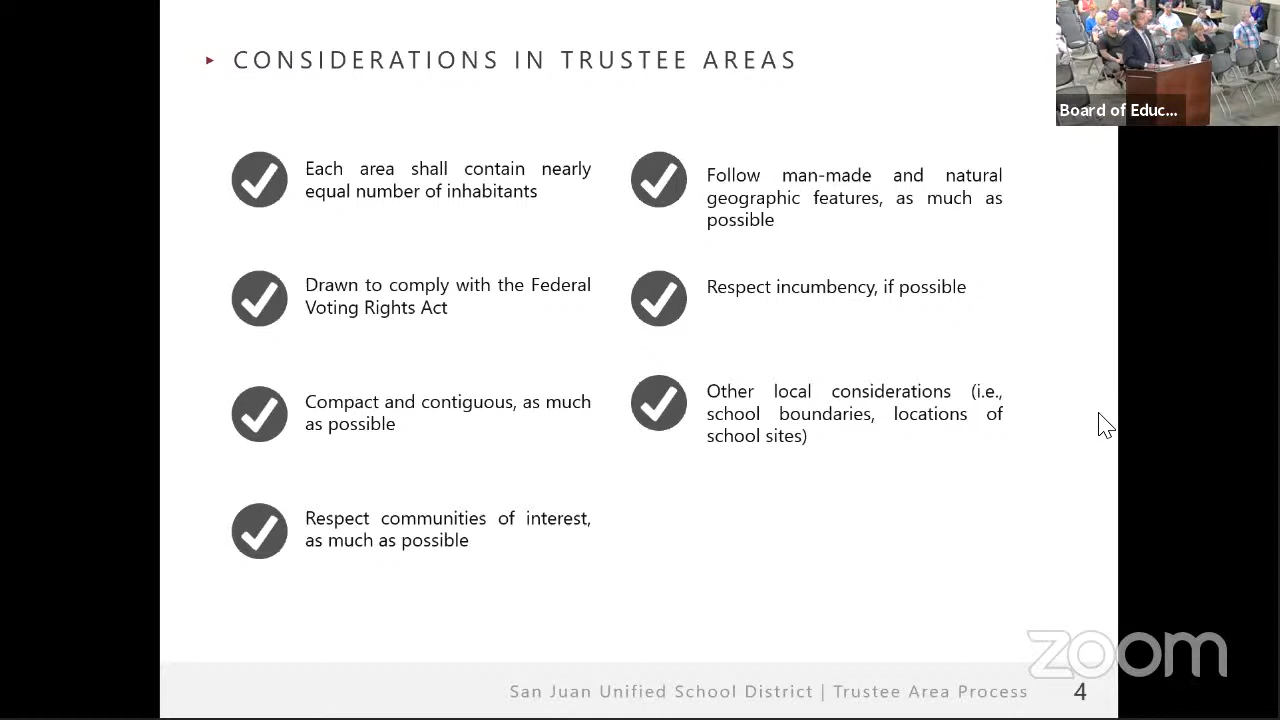 CONSIDERATIONS IN TRUSTEE AREAS
Each area shall contain nearly
equal number of inhabitants
Drawn to comply with the Federal
Voting Rights Act
Compact and contiguous, as much
as possible
Respect communities of interest,
as much as possible
Follow man-made and natural
geographic features, as much as
possible
Respect incumbency, if possible
Other local considerations (i.e.,
school boundaries, locations of
school sites)
Board of Educ...
zoom
San Juan Unified School District | Trustee Area Process 4